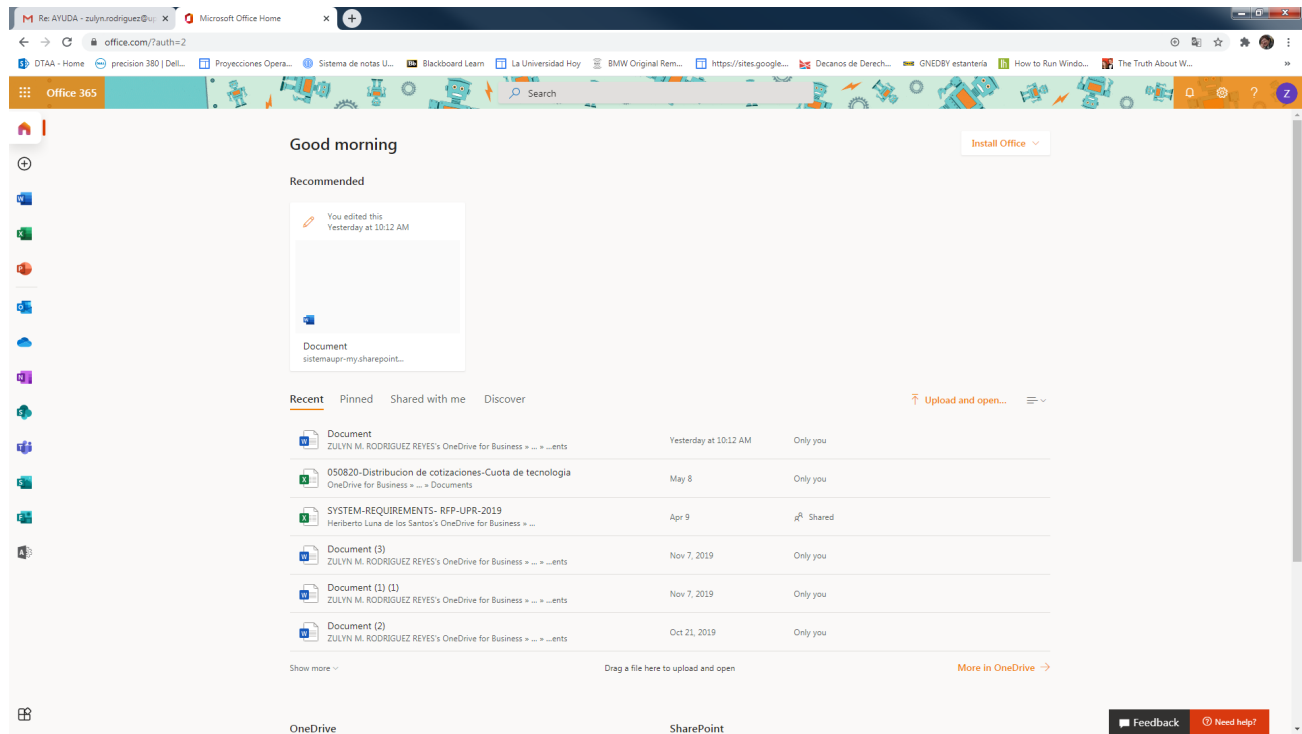 Re: AYUDA - zulyn.rodriguez@up
Microsoft Office Home
office.com/?auth=2
DTAA - Home
precision 380 | Dell...
Proyecciones Opera...
Sistema de notas U...
Blackboard Learn
La Universidad Hoy
BMW Original Rem...
https://sites.google...
Decanos de Derech...
GNEDBY estantería
How to Run Windo...
The Truth About W...
»
Office 365
Search
?
Z
Good morning
Install Office
Recommended
You edited this
Yesterday at 10:12 AM
Document
sistemaupr-my.sharepoint...
Recent Pinned Shared with me Discover
Upload and open...
Document
ZULYN M. RODRIGUEZ REYES's OneDrive for Business » ... » ...ents
Yesterday at 10:12 AM
Only you
050820-Distribucion de cotizaciones-Cuota de tecnologia
OneDrive for Business » ... » Documents
May 8
Only you
SYSTEM-REQUIREMENTS- RFP-UPR-2019
Heriberto Luna de los Santos's OneDrive for Business » ...
Apr 9
Shared
Document (3)
ZULYN M. RODRIGUEZ REYES's OneDrive for Business » ... » ...ents
Nov 7, 2019
Only you
Document (1) (1)
ZULYN M. RODRIGUEZ REYES's OneDrive for Business » ... » ...ents
Nov 7, 2019
Only you
Document (2)
ZULYN M. RODRIGUEZ REYES's OneDrive for Business » ... » ...ents
Oct 21, 2019
Only you
Show more
Drag a file here to upload and open
More in OneDrive
Feedback
Need help?
OneDrive
SharePoint